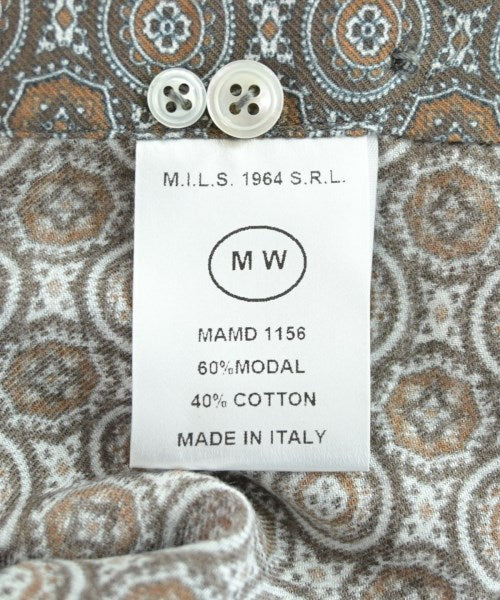 M.I.L.S. 1964 S.R.L.
MW
MAMD 1156
60%MODAL
40% COTTON
MADE IN ITALY